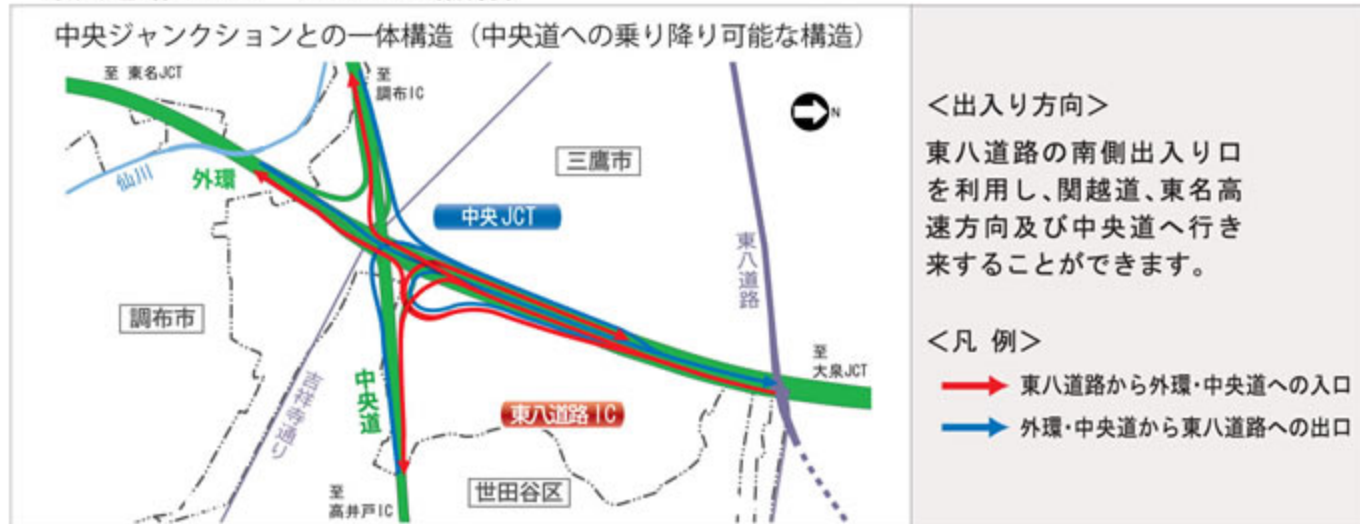 中央ジャンクションとの一体構造（中央道への乗り降り可能な構造）
至 東名JCT
至
調布IC
N
仙川
外環
三鷹市
中央JCT
東八道路
調布市
至
大泉JCT
中央道
吉祥寺通り
東八道路IC
世田谷区
至
高井戸IC
＜出入り方向＞
東八道路の南側出入り口
を利用し、関越道、東名高
速方向及び中央道へ行き
来することができます。
＜凡 例＞
東八道路から外環・中央道への入口
外環・中央道から東八道路への出口